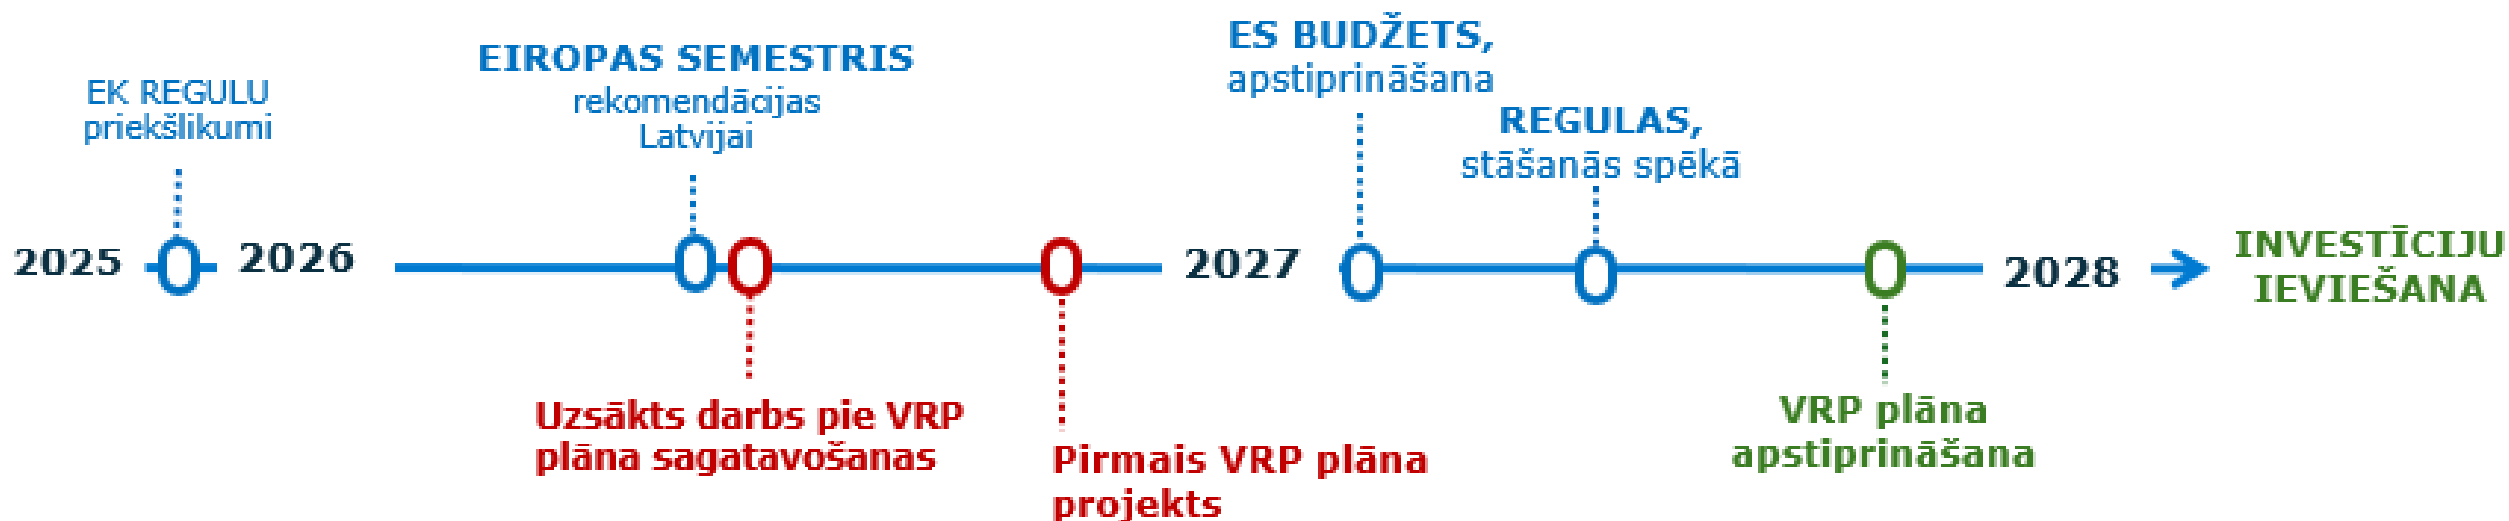 EK REGULU
priekšlikumi
EIROPAS SEMESTRIS
rekomendācijas
Latvijai
ES BUDŽETS,
apstiprināšana
REGULAS,
stāšanās spēkā
2025
2026
2027
2028
INVESTĪCIJU
IEVIEŠANA
Uzsākts darbs pie VRP
plāna sagatavošanas
Pirmais VRP plāna
projekts
VRP plāna
apstiprināšana